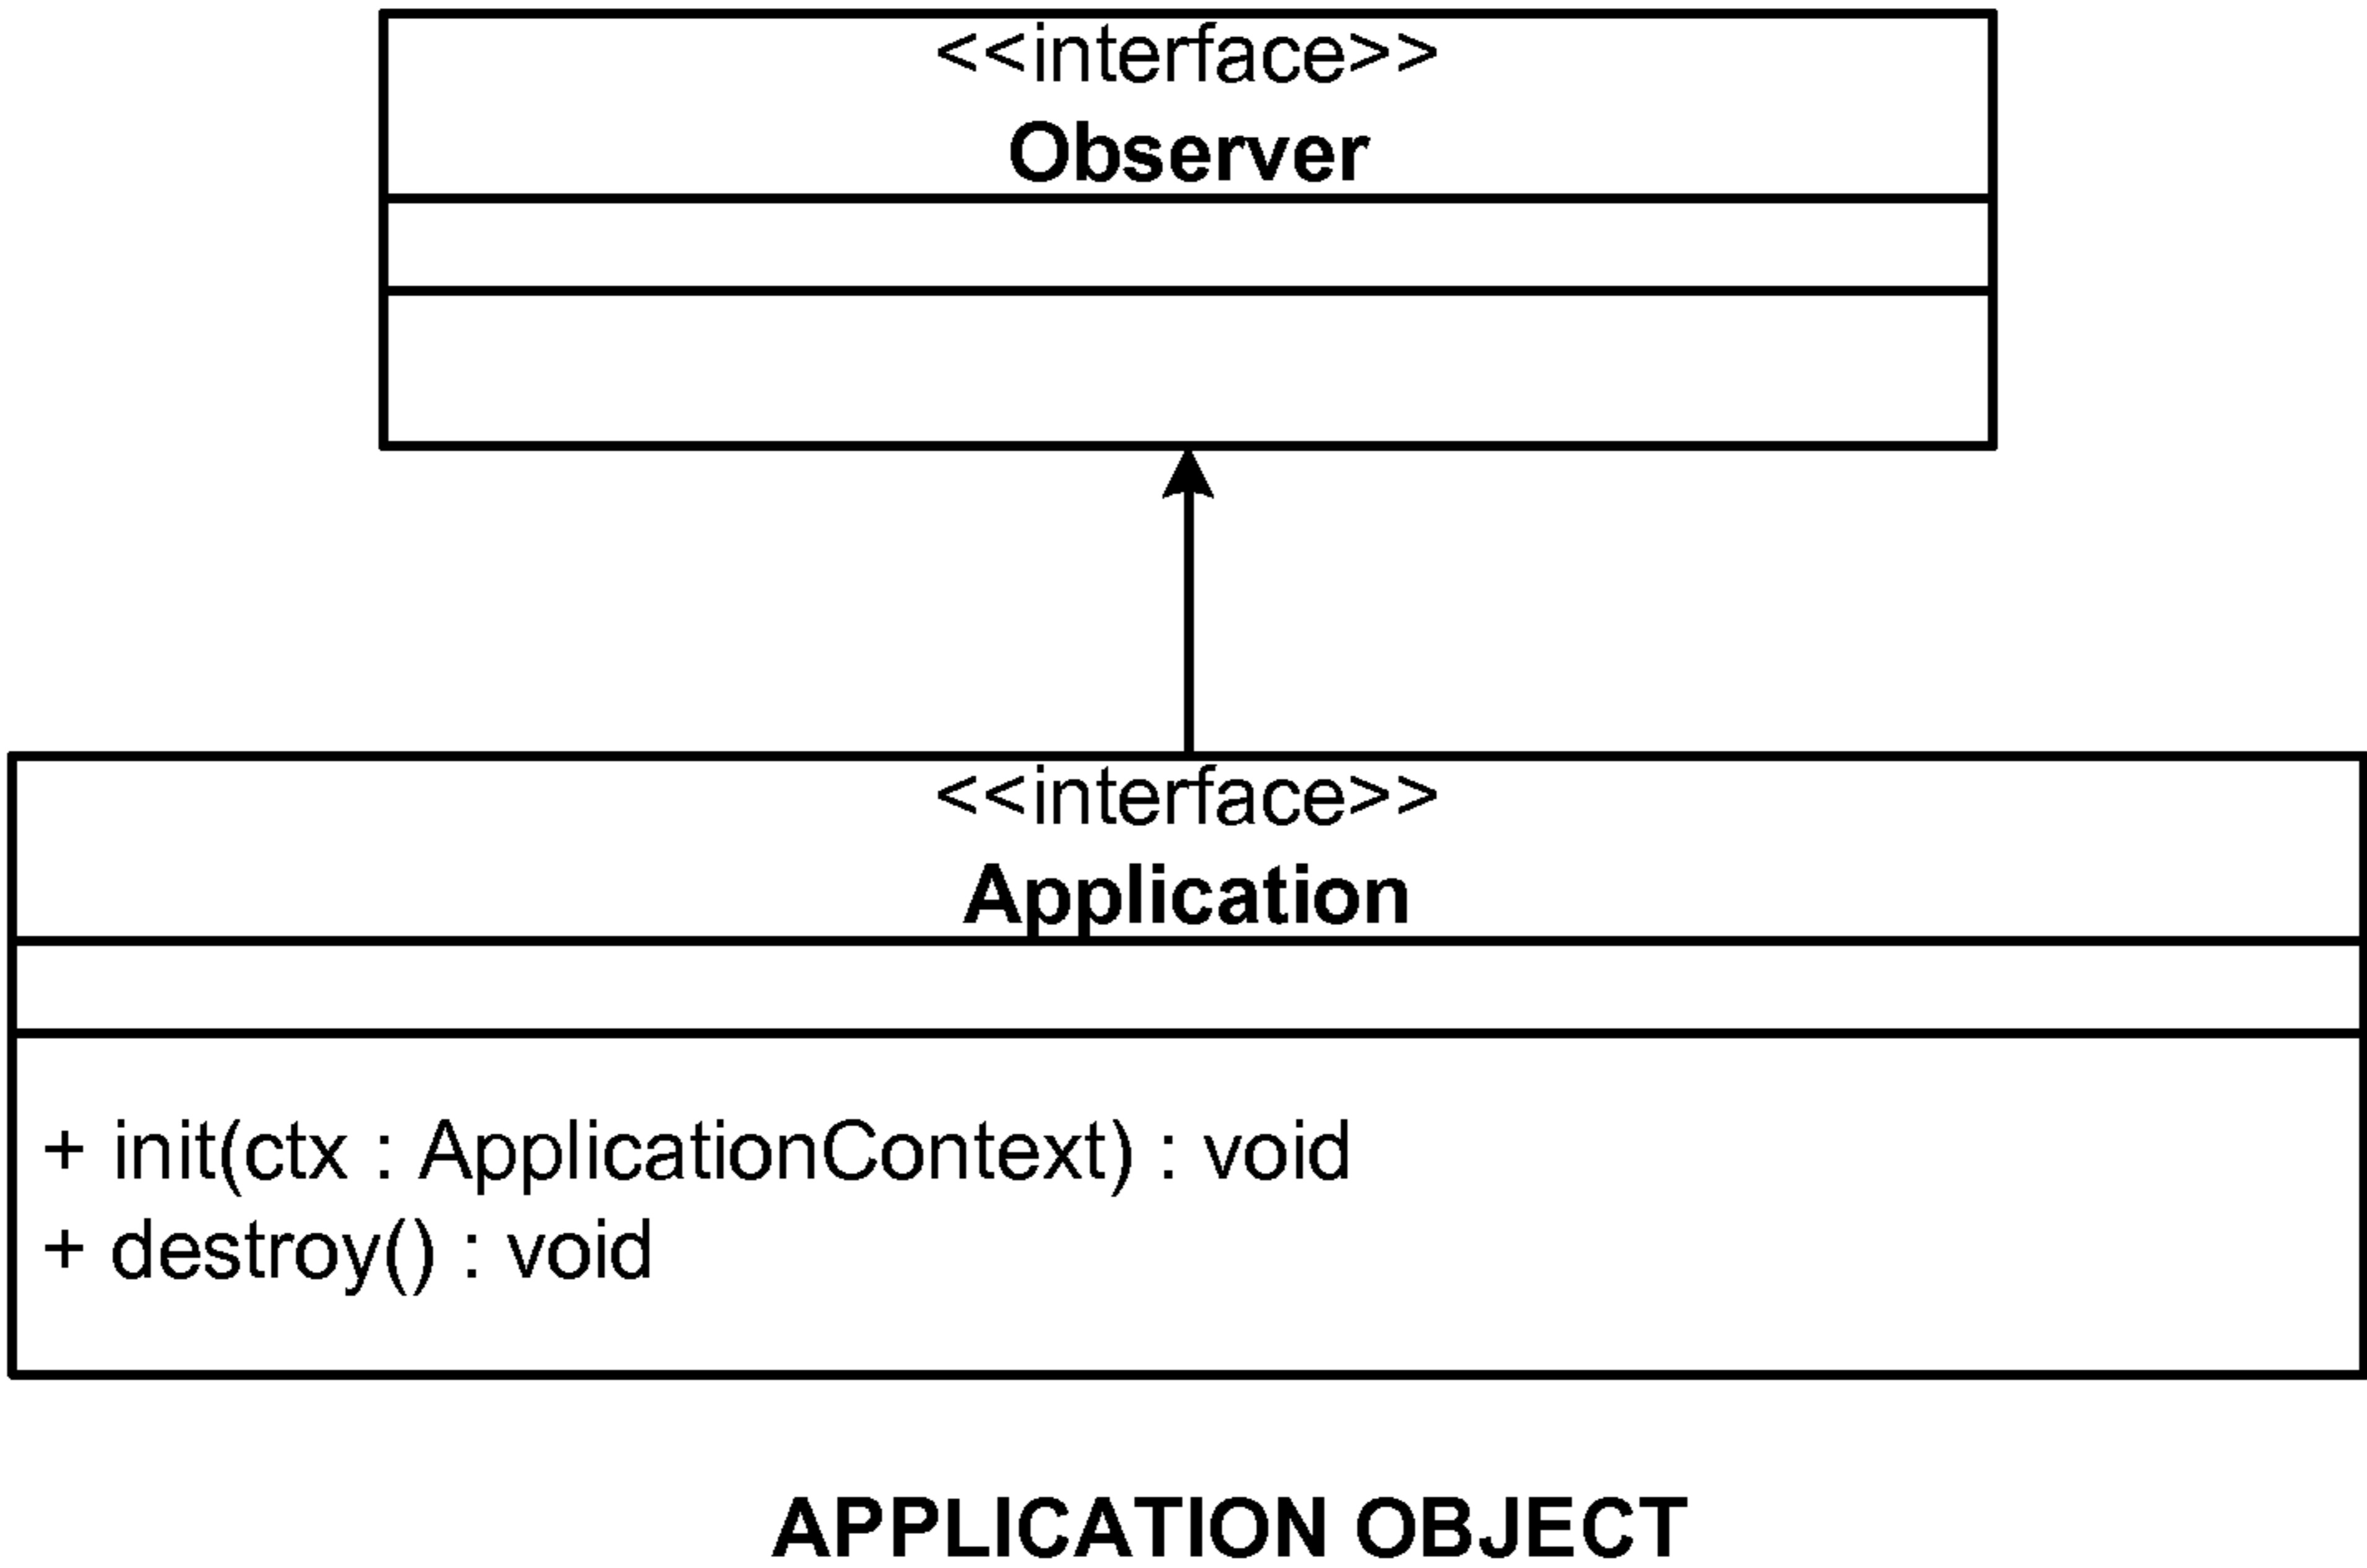 <<interface>>
Observer
<<interface>>
Application
+ init(ctx : ApplicationContext) : void
+ destroy() : void
APPLICATION OBJECT